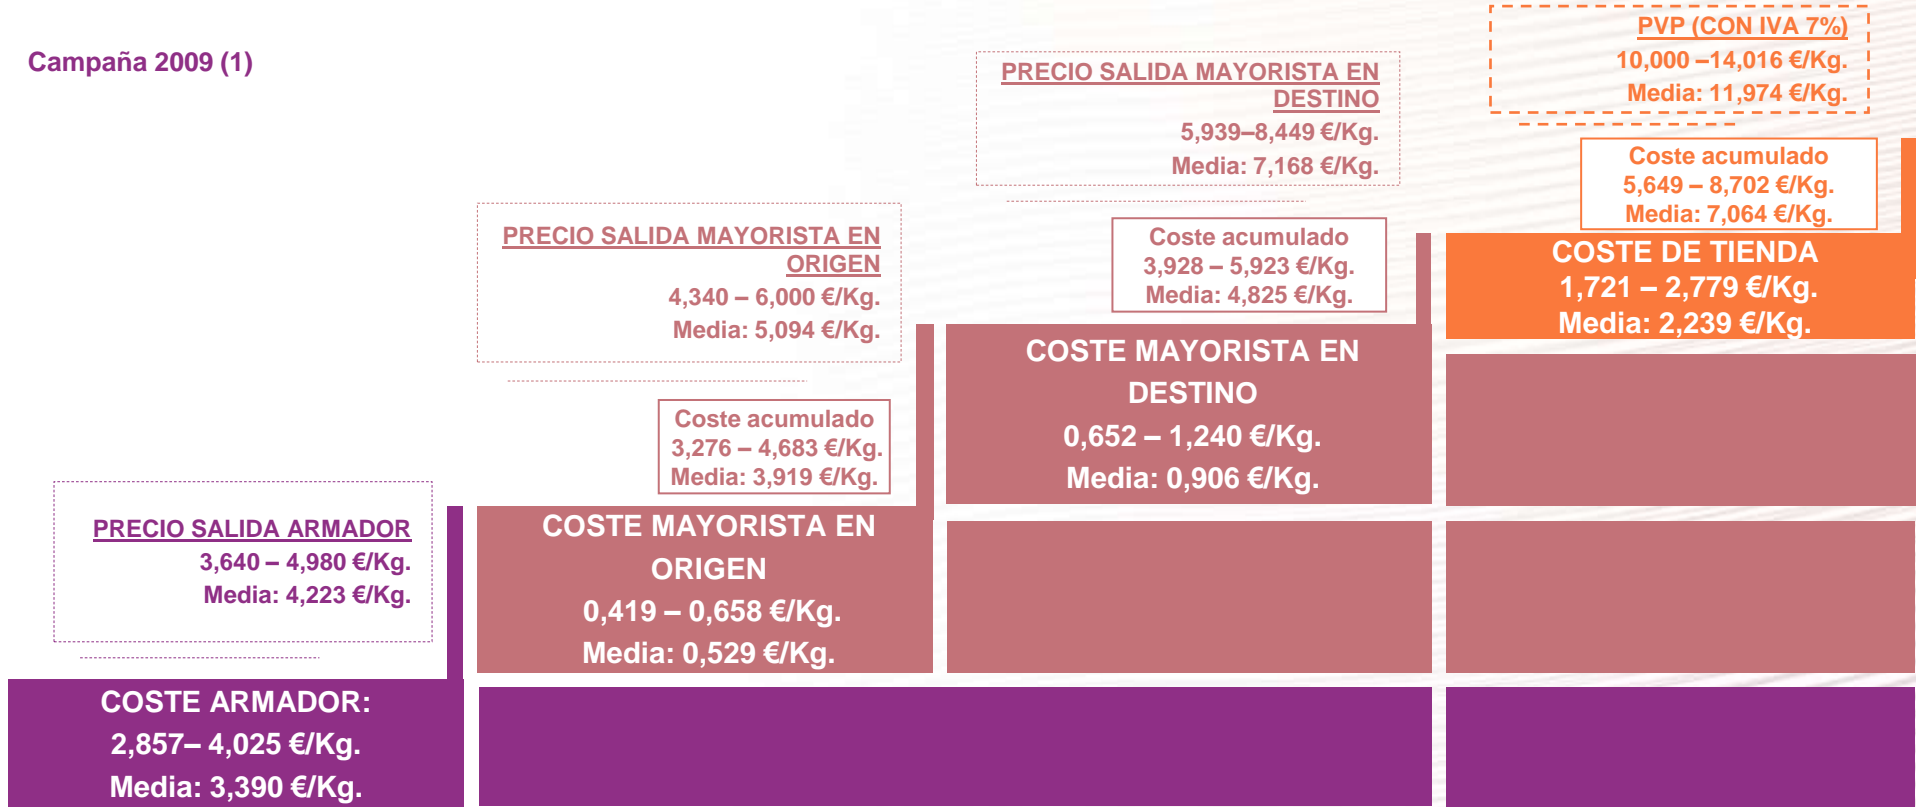 Campaña 2009 (1)
PVP (CON IVA 7%)
10,000 –14,016 €/Kg.
Media: 11,974 €/Kg.
PRECIO SALIDA MAYORISTA EN
DESTINO
5,939–8,449 €/Kg.
Media: 7,168 €/Kg.
Coste acumulado
5,649 – 8,702 €/Kg.
Media: 7,064 €/Kg.
PRECIO SALIDA MAYORISTA EN
ORIGEN
4,340 – 6,000 €/Kg.
Media: 5,094 €/Kg.
Coste acumulado
3,928 – 5,923 €/Kg.
Media: 4,825 €/Kg.
COSTE DE TIENDA
1,721 – 2,779 €/Kg.
Media: 2,239 €/Kg.
COSTE MAYORISTA EN
DESTINO
0,652 – 1,240 €/Kg.
Media: 0,906 €/Kg.
Coste acumulado
3,276 – 4,683 €/Kg.
Media: 3,919 €/Kg.
PRECIO SALIDA ARMADOR
3,640 – 4,980 €/Kg.
Media: 4,223 €/Kg.
COSTE MAYORISTA EN
ORIGEN
0,419 – 0,658 €/Kg.
Media: 0,529 €/Kg.
COSTE ARMADOR:
2,857– 4,025 €/Kg.
Media: 3,390 €/Kg.